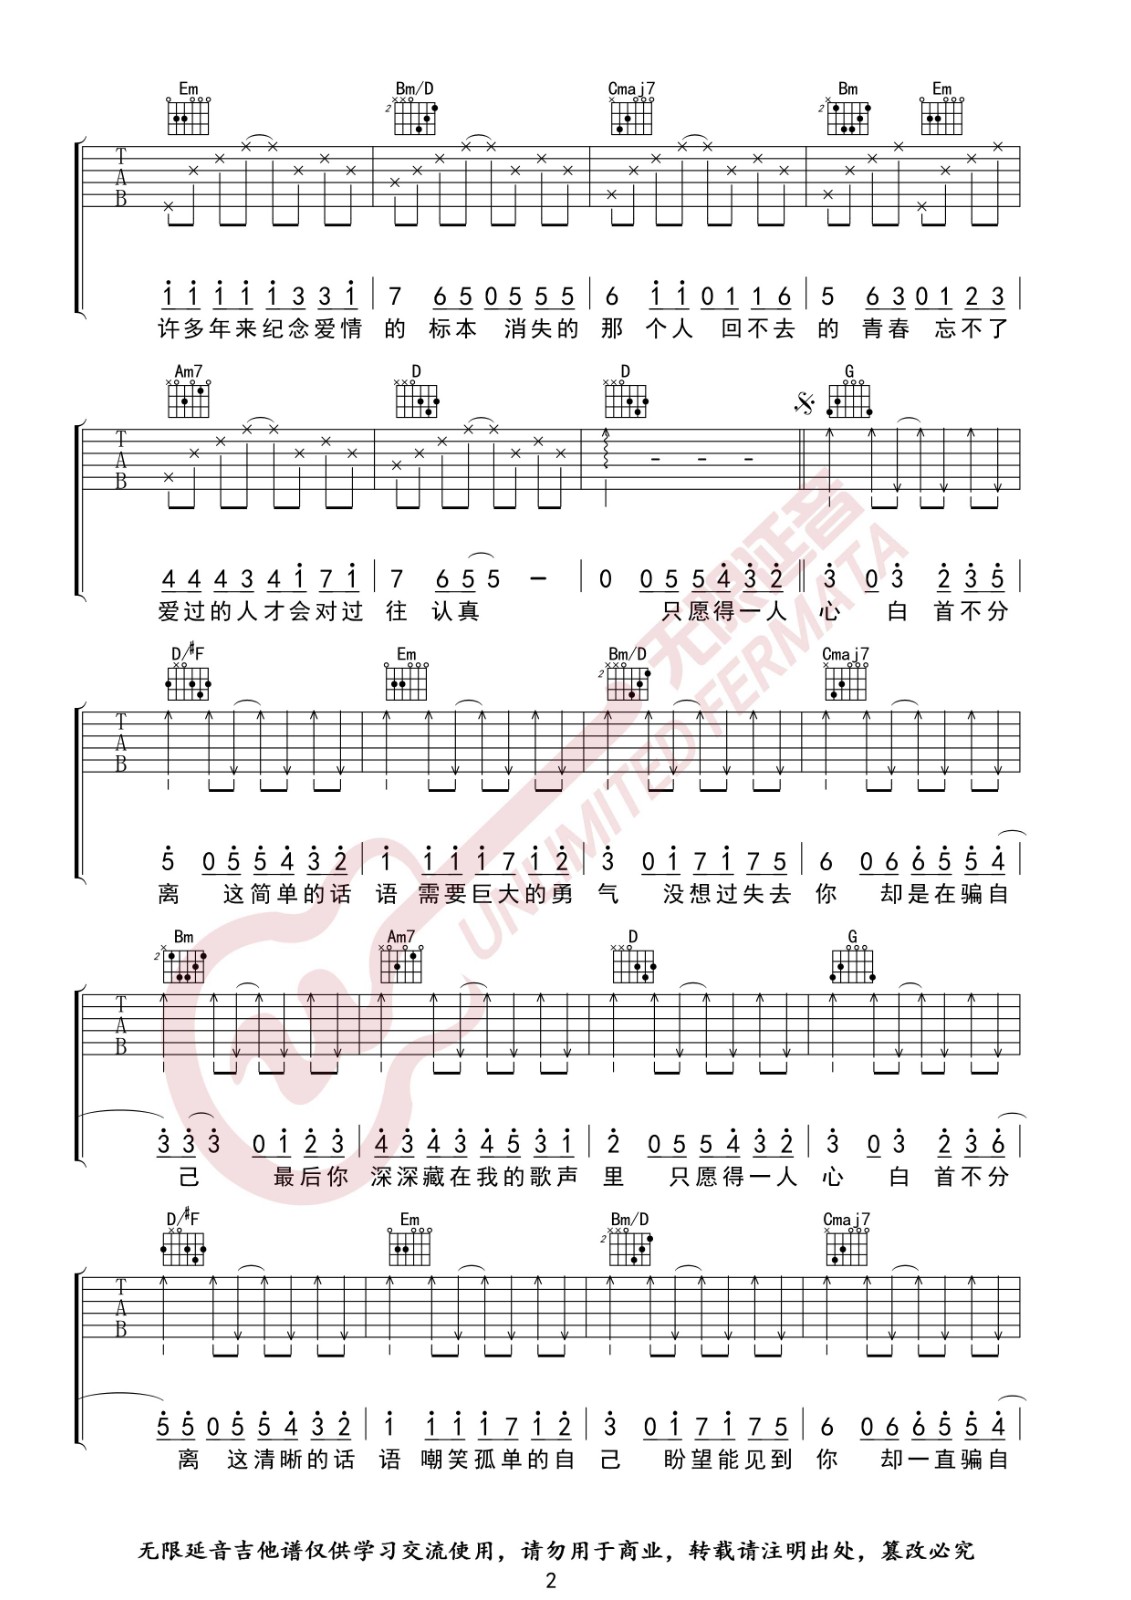 Em Bm/D Cmaj7 Bm Em
2 2
T
A
B
1 1 1 1 1 3 3 1 7 6 5 0 5 5 5 6 1 1 0 1 1 6 5 6 3 0 1 2 3
许多年来纪念爱情 的 标本 消失的 那 个人 回不去 的 青春 忘不了
Am7 D D G
T
A
B
4 4 4 3 4 1 7 1 7 6 5 5 – 0 0 5 5 4 3 2 3 0 3 2 3 5
爱过的人才会对过 往 认真 只愿得一人 心 白 首不分
D/#F Em Bm/D Cmaj7
2
T
A
B
5 0 5 5 4 3 2 1 1 1 1 7 1 2 3 0 1 7 1 7 5 6 0 6 6 5 5 4
离 这简单的话 语 需要巨大的勇 气 没想过失去 你 却是在骗自
Bm Am7 D G
2
T
A
B
3 3 3 0 1 2 3 4 3 4 3 4 5 3 1 2 0 5 5 4 3 2 3 0 3 2 3 6
己 最后你 深深藏在我的歌声 里 只愿得一人 心 白 首不分
D/#F Em Bm/D Cmaj7
2
T
A
B
5 5 0 5 5 4 3 2 1 1 1 1 7 1 2 3 0 1 7 1 7 5 6 0 6 6 5 5 4
离 这清晰的话 语 嘲笑孤单的自 己 盼望能见到 你 却一直骗自
无限延音
UNLIMITED FERMATA
无限延音吉他谱仅供学习交流使用，请勿用于商业，转载请注明出处，篡改必究
2